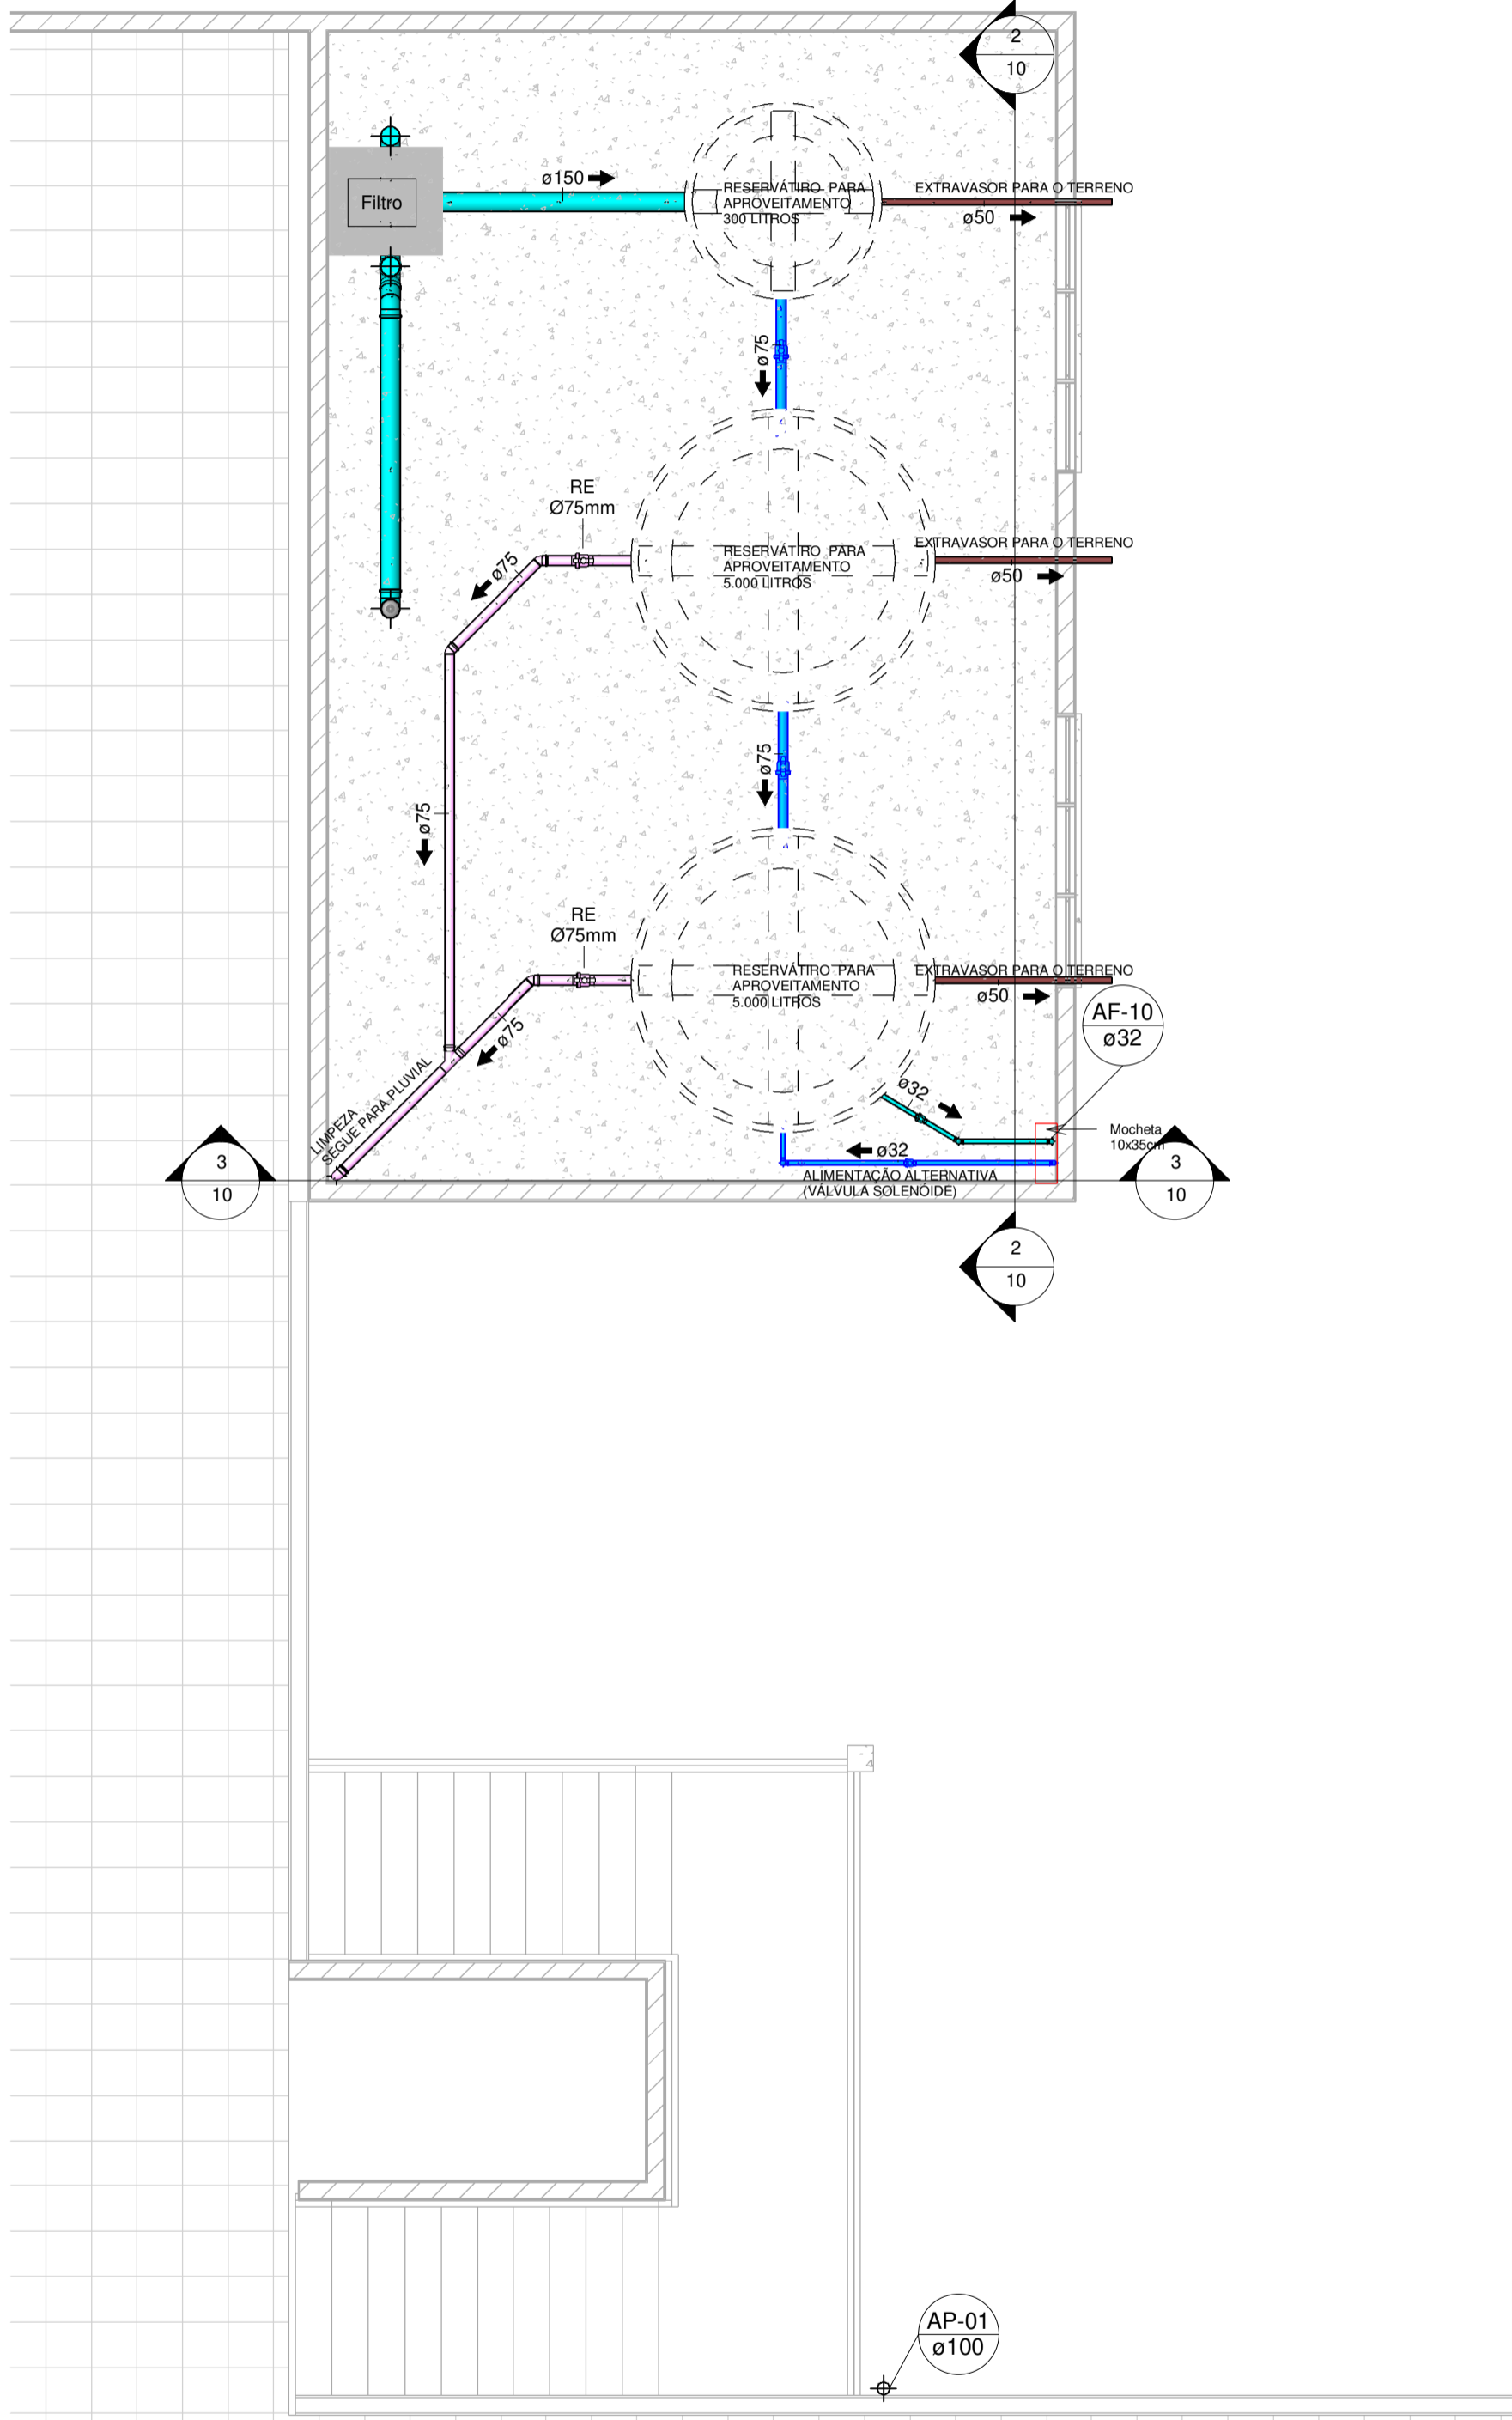 2
10
ø150
Filtro
RESERVÁTIRO PARA
APROVEITAMENTO
300 LITROS
EXTRAVASOR PARA O TERRENO
ø50
ø75
RE
Ø75mm
ø75
RESERVÁTIRO PARA
APROVEITAMENTO
5.000 LITROS
EXTRAVASOR PARA O TERRENO
ø50
ø75
ø75
RE
Ø75mm
ø75
RESERVÁTIRO PARA
APROVEITAMENTO
5.000 LITROS
EXTRAVASOR PARA O TERRENO
ø50
AF-10
ø32
LIMPEZA
SEGUE PARA PLUVIAL
ø32
Mocheta
10x35cm
ø32
ALIMENTAÇÃO ALTERNATIVA
(VÁLVULA SOLENÓIDE)
3
10
3
10
2
10
AP-01
ø100